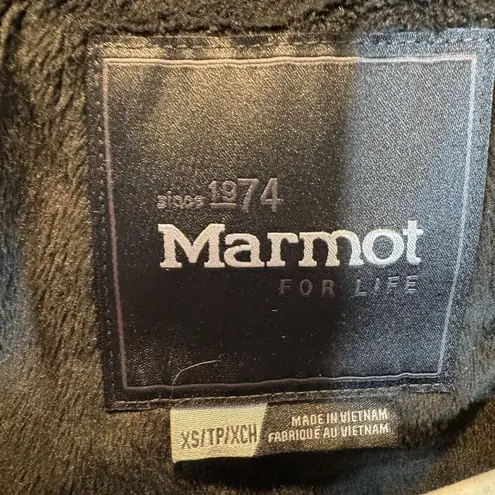 since 1974
Marmot
FOR LIFE
XS/TP/XCH
MADE IN VIETNAM
FABRIQUÉ AU VIETNAM